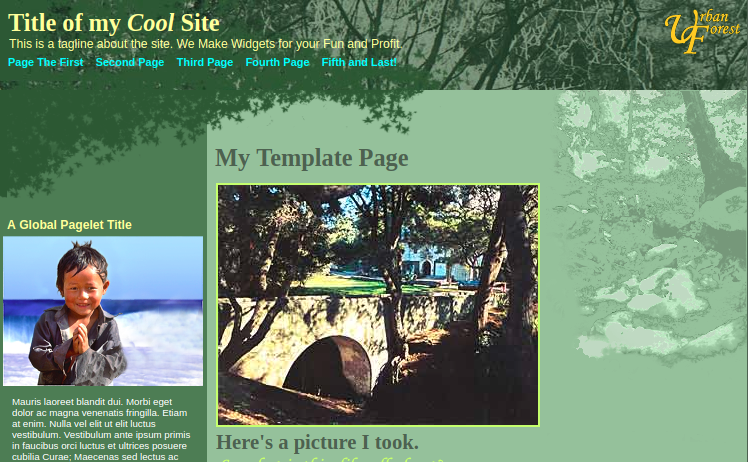 Title of my Cool Site
This is a tagline about the site. We Make Widgets for your Fun and Profit.
Page The First Second Page Third Page Fourth Page Fifth and Last!
Urban
Forest
My Template Page
A Global Pagelet Title
Mauris laoreet blandit dui. Morbi eget
dolor ac magna venenatis fringilla. Etiam
at enim. Nulla vel elit ut elit luctus
vestibulum. Vestibulum ante ipsum primis
in faucibus orci luctus et ultrices posuere
cubilia Curae; Maecenas sed lectus ac
Here's a picture I took.